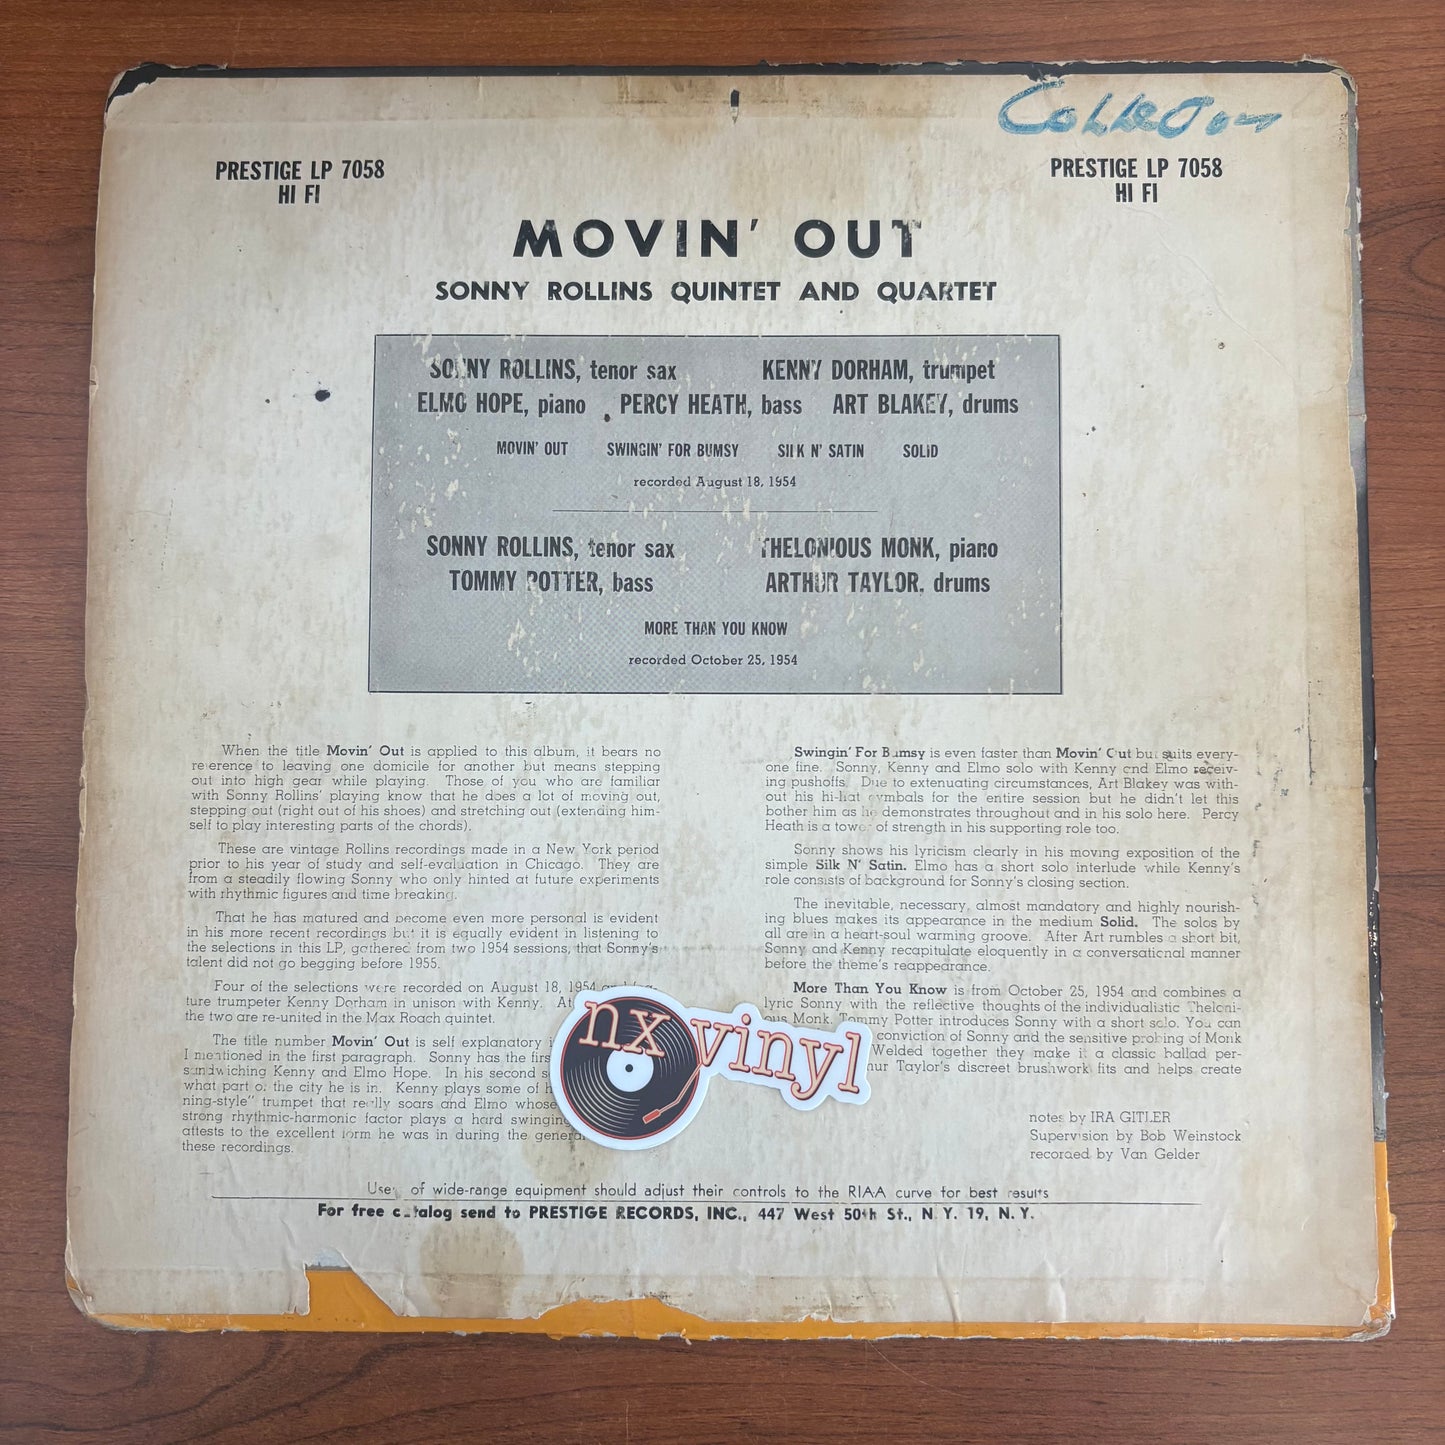 Collection
PRESTIGE LP 7058
HI FI
PRESTIGE LP 7058
HI FI
MOVIN' OUT
SONNY ROLLINS QUINTET AND QUARTET
SONNY ROLLINS, tenor sax KENNY DORHAM, trumpet
ELMO HOPE, piano PERCY HEATH, bass ART BLAKEY, drums
MOVIN' OUT SWINGIN' FOR BUMSY SILK N' SATIN SOLID
recorded August 18, 1954
SONNY ROLLINS, tenor sax THELONIOUS MONK, piano
TOMMY POTTER, bass ARTHUR TAYLOR, drums
MORE THAN YOU KNOW
recorded October 25, 1954
When the title Movin' Out is applied to this album, it bears no
reference to leaving one domicile for another but means stepping
out into high gear while playing. Those of you who are familiar
with Sonny Rollins' playing know that he does a lot of moving out,
stepping out (right out of his shoes) and stretching out (extending him-
self to play interesting parts of the chords).
These are vintage Rollins recordings made in a New York period
prior to his year of study and self-evaluation in Chicago. They are
from a steadily flowing Sonny who only hinted at future experiments
with rhythmic figures and time breaking.
That he has matured and become even more personal is evident
in his more recent recordings but it is equally evident in listening to
the selections in this LP, gathered from two 1954 sessions, that Sonny's
talent did not go begging before 1955.
Four of the selections were recorded on August 18, 1954
ture trumpeter Kenny Dorham in unison with Kenny. At
the two are re-united in the Max Roach quintet.
The title number Movin' Out is self explanatory
I mentioned in the first paragraph. Sonny has the firs
sandwiching Kenny and Elmo Hope. In his second s
what part of the city he is in. Kenny plays some of h
ning-style" trumpet that really soars and Elmo whose
strong rhythmic-harmonic factor plays a hard swinging
attests to the excellent form he was in during the general
these recordings.
Swingin' For Bumsy is even faster than Movin' Out but suits every-
one fine. Sonny, Kenny and Elmo solo with Kenny and Elmo receiv-
ing pushoffs. Due to extenuating circumstances, Art Blakey was with-
out his hi-hat cymbals for the entire session but he didn't let this
bother him as he demonstrates throughout and in his solo here. Percy
Heath is a tower of strength in his supporting role too.
Sonny shows his lyricism clearly in his moving exposition of the
simple Silk N' Satin. Elmo has a short solo interlude while Kenny's
role consists of background for Sonny's closing section.
The inevitable, necessary, almost mandatory and highly nourish-
ing blues makes its appearance in the medium Solid. The solos by
all are in a heart-soul warming groove. After Art rumbles a short bit,
Sonny and Kenny recapitulate eloquently in a conversational manner
before the theme's reappearance.
More Than You Know is from October 25, 1954 and combines a
lyric Sonny with the reflective thoughts of the individualistic Theloni-
ous Monk. Tommy Potter introduces Sonny with a short solo. You can
conviction of Sonny and the sensitive probing of Monk
Welded together they make it a classic ballad per-
hur Taylor's discreet brushwork fits and helps create
notes by IRA GITLER
Supervision by Bob Weinstock
recorded by Van Gelder
nx vinyl
Users of wide-range equipment should adjust their controls to the RIAA curve for best results
For free catalog send to PRESTIGE RECORDS, INC., 447 West 50th St., N.Y. 19, N.Y.